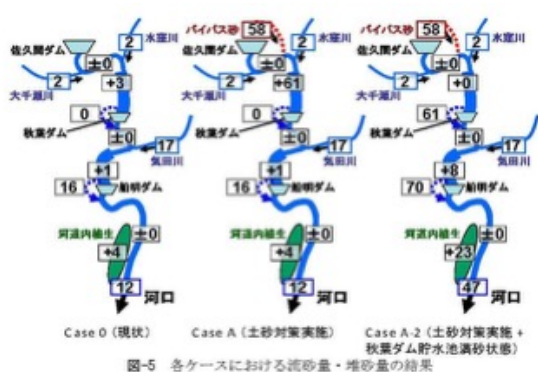 佐久間ダム
2
水窪川
±0
2
+3
大千瀬川
0
秋葉ダム
±0
17
気田川
+1
16
船明ダム
河道内植生
±0
+4
12
河口
Case 0 (現状)
バイパス砂
58
佐久間ダム
2
水窪川
±0
2
+61
大千瀬川
0
秋葉ダム
±0
17
気田川
+1
16
船明ダム
河道内植生
±0
+4
12
河口
Case A (土砂対策実施)
バイパス砂
58
佐久間ダム
2
水窪川
±0
2
+0
大千瀬川
61
秋葉ダム
±0
17
気田川
+8
70
船明ダム
河道内植生
±0
+23
47
河口
Case A-2 (土砂対策実施 +
秋葉ダム貯水池満砂状態)
図-5 各ケースにおける流砂量・堆砂量の結果